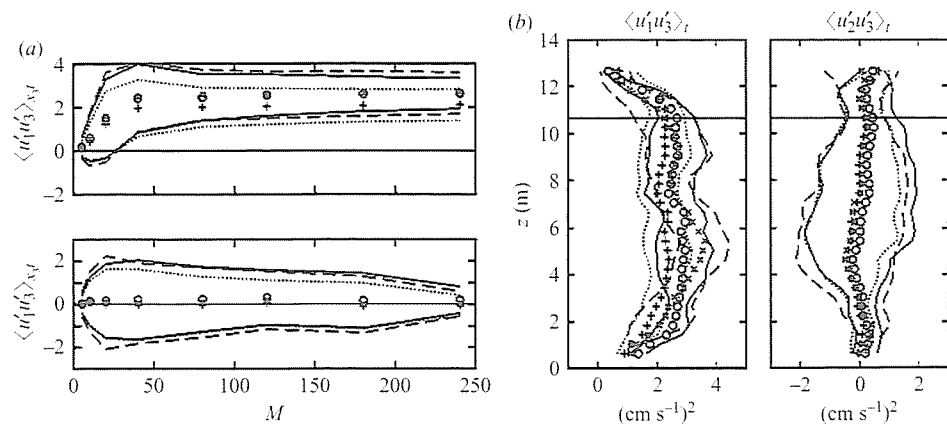 (a)
4
2
0
−2
⟨u′1u′3⟩x,t
2
0
−2
⟨u′1u′3⟩x,t
0 50 100 150 200 250
M
(b)
⟨u′1u′3⟩t
⟨u′2u′3⟩t
14
12
10
8
6
4
2
0
z (m)
0 2 4
−2 0 2
(cm s−1)2
(cm s−1)2